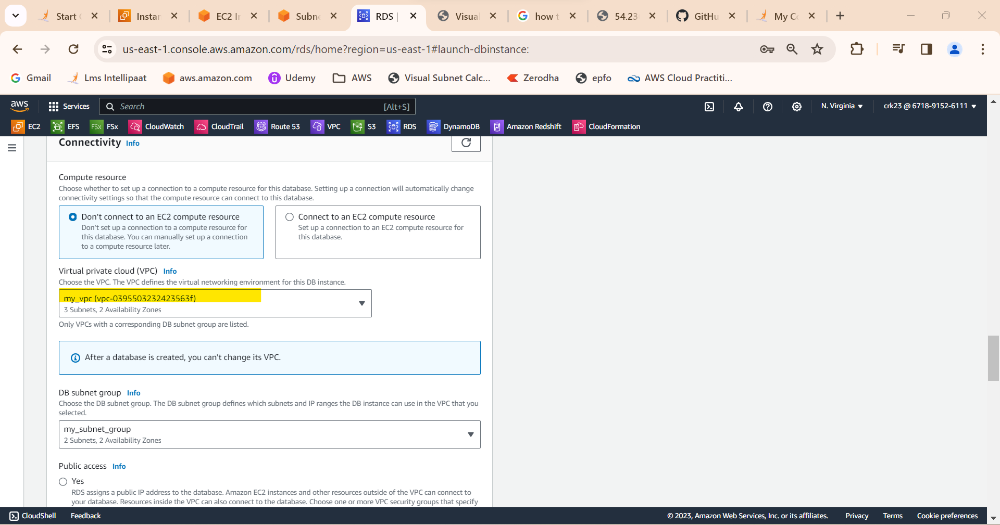 Start
Instar
EC2 Ir
Subne
RDS |
Visual
how t
54.23
GitHu
My Co
us-east-1.console.aws.amazon.com/rds/home?region=us-east-1#launch-dbinstance:
Gmail
Lms Intellipaat
aws.amazon.com
Udemy
AWS
Visual Subnet Calc...
Zerodha
epfo
AWS Cloud Practiti...
aws
Services
Search
[Alt+S]
N. Virginia
crk23 @ 6718-9152-6111
EC2
EFS
FSx
FSx
CloudWatch
CloudTrail
Route 53
VPC
S3
RDS
DynamoDB
Amazon Redshift
CloudFormation
Connectivity Info
Compute resource
Choose whether to set up a connection to a compute resource for this database. Setting up a connection will automatically change
connectivity settings so that the compute resource can connect to this database.
Don't connect to an EC2 compute resource
Don't set up a connection to a compute resource for
this database. You can manually set up a connection
to a compute resource later.
Connect to an EC2 compute resource
Set up a connection to an EC2 compute resource for
this database.
Virtual private cloud (VPC) Info
Choose the VPC. The VPC defines the virtual networking environment for this DB instance.
my_vpc (vpc-0395503232423563f)
3 Subnets, 2 Availability Zones
Only VPCs with a corresponding DB subnet group are listed.
After a database is created, you can't change its VPC.
DB subnet group Info
Choose the DB subnet group. The DB subnet group defines which subnets and IP ranges the DB instance can use in the VPC that you
selected.
my_subnet_group
2 Subnets, 2 Availability Zones
Public access Info
Yes
RDS assigns a public IP address to the database. Amazon EC2 instances and other resources outside of the VPC can connect to
your database. Resources inside the VPC can also connect to the database. Choose one or more VPC security groups that specify
CloudShell
Feedback
© 2023, Amazon Web Services, Inc. or its affiliates.
Privacy
Terms
Cookie preferences